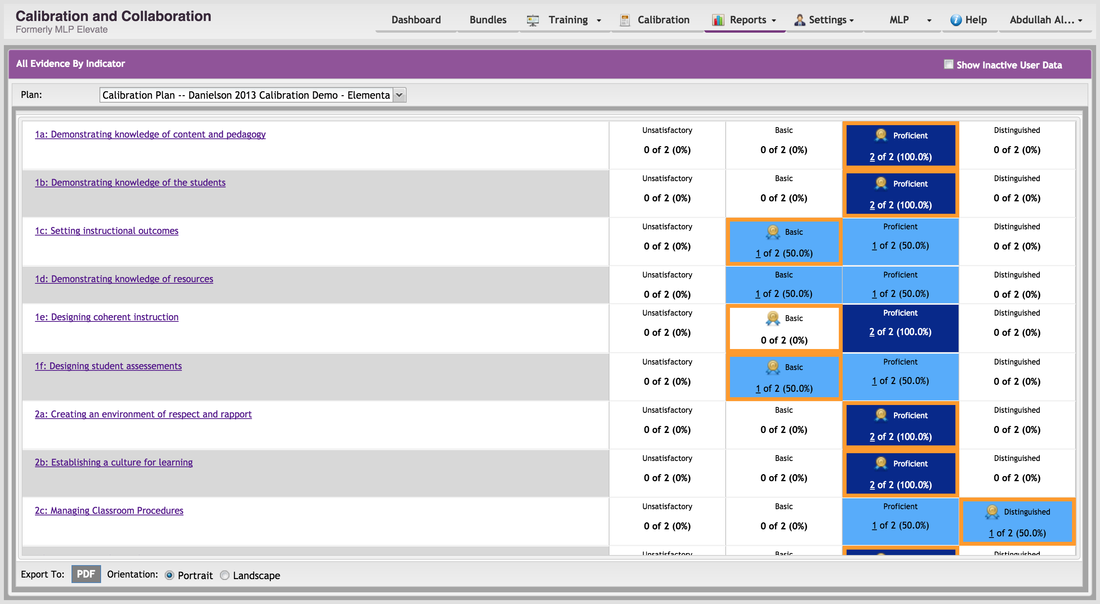 Calibration and Collaboration
Formerly MLP Elevate
Dashboard Bundles Training Calibration Reports Settings MLP Help Abdullah Al...
All Evidence By Indicator Show Inactive User Data
Plan: Calibration Plan -- Danielson 2013 Calibration Demo - Elementa
1a: Demonstrating knowledge of content and pedagogy Unsatisfactory Basic Proficient Distinguished
0 of 2 (0%) 0 of 2 (0%) 2 of 2 (100.0%) 0 of 2 (0%)
1b: Demonstrating knowledge of the students Unsatisfactory Basic Proficient Distinguished
0 of 2 (0%) 0 of 2 (0%) 2 of 2 (100.0%) 0 of 2 (0%)
1c: Setting instructional outcomes Unsatisfactory Basic Proficient Distinguished
0 of 2 (0%) 1 of 2 (50.0%) 1 of 2 (50.0%) 0 of 2 (0%)
1d: Demonstrating knowledge of resources Unsatisfactory Basic Proficient Distinguished
0 of 2 (0%) 1 of 2 (50.0%) 1 of 2 (50.0%) 0 of 2 (0%)
1e: Designing coherent instruction Unsatisfactory Basic Proficient Distinguished
0 of 2 (0%) 0 of 2 (0%) 2 of 2 (100.0%) 0 of 2 (0%)
1f: Designing student assessements Unsatisfactory Basic Proficient Distinguished
0 of 2 (0%) 1 of 2 (50.0%) 1 of 2 (50.0%) 0 of 2 (0%)
2a: Creating an environment of respect and rapport Unsatisfactory Basic Proficient Distinguished
0 of 2 (0%) 0 of 2 (0%) 2 of 2 (100.0%) 0 of 2 (0%)
2b: Establishing a culture for learning Unsatisfactory Basic Proficient Distinguished
0 of 2 (0%) 0 of 2 (0%) 2 of 2 (100.0%) 0 of 2 (0%)
2c: Managing Classroom Procedures Unsatisfactory Basic Proficient Distinguished
0 of 2 (0%) 0 of 2 (0%) 1 of 2 (50.0%) 1 of 2 (50.0%)
Unsatisfactory Basic Distinguished
Export To: PDF Orientation: Portrait Landscape